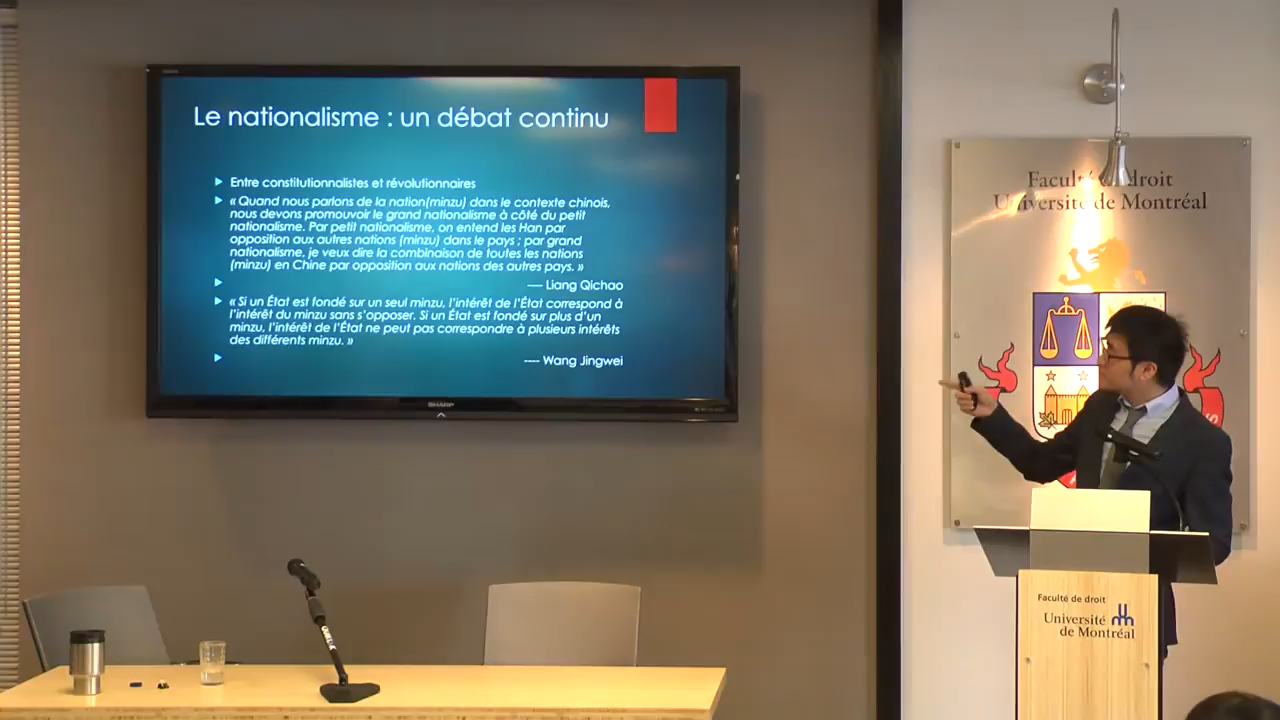 Le nationalisme : un débat continu
Entre constitutionnalistes et révolutionnaires
« Quand nous parlons de la nation(minzu) dans le contexte chinois,
nous devons promouvoir le grand nationalisme à côté du petit
nationalisme. Par petit nationalisme, on entend les Han par
opposition aux autres nations (minzu) dans le pays ; par grand
nationalisme, je veux dire la combinaison de toutes les nations
(minzu) en Chine par opposition aux nations des autres pays. »
---- Liang Qichao
« Si un État est fondé sur un seul minzu, l'intérêt de l'État correspond à
l'intérêt du minzu sans s'opposer. Si un État est fondé sur plus d'un
minzu, l'intérêt de l'État ne peut pas correspondre à plusieurs intérêts
des différents minzu. »
---- Wang Jingwei
SHARP
Faculté de droit
Université de Montréal
Faculté de droit
Université
de Montréal